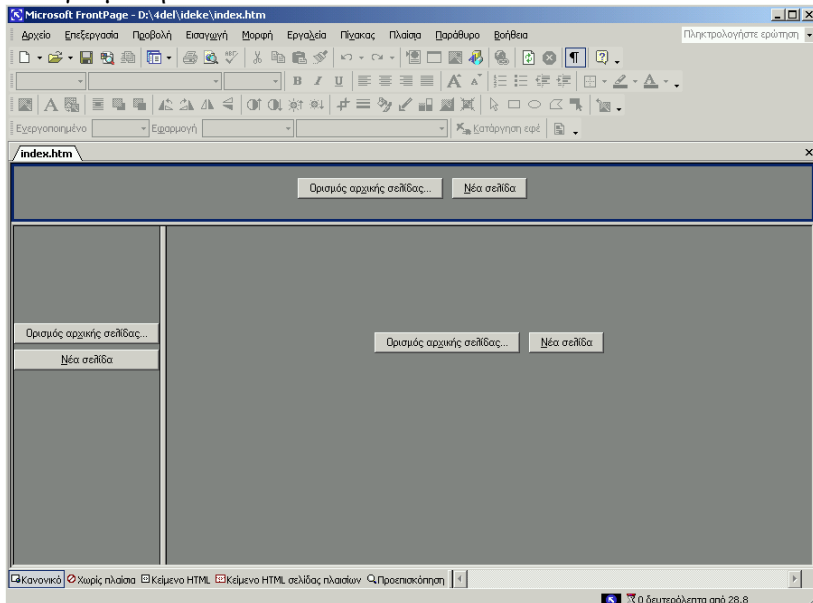 Microsoft FrontPage - D:\4del\ideke\index.htm
Αρχείο Επεξεργασία Προβολή Εισαγωγή Μορφή Εργαλεία Πίνακας Πλαίσια Παράθυρο Βοήθεια Πληκτρολογήστε ερώτηση
B I U A A A
A
Ενεργοποιημένο Εφαρμογή Κατάργηση εφέ
index.htm
Ορισμός αρχικής σελίδας... Νέα σελίδα
Ορισμός αρχικής σελίδας...
Νέα σελίδα
Ορισμός αρχικής σελίδας... Νέα σελίδα
Κανονικό Χωρίς πλαίσια Κείμενο HTML Κείμενο HTML σελίδας πλαισίων Προεπισκόπηση
0 δευτερόλεπτα από 28.8